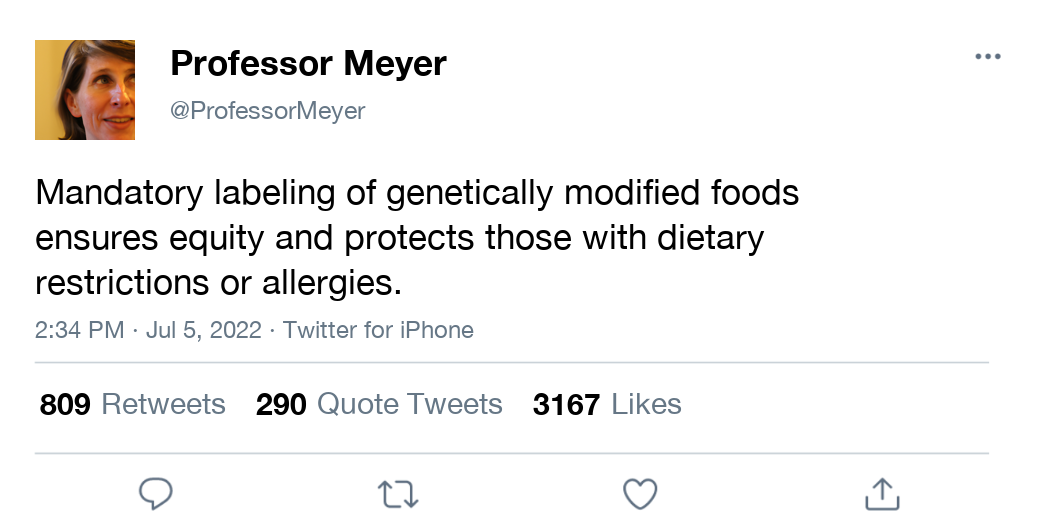 Professor Meyer
@ProfessorMeyer
Mandatory labeling of genetically modified foods
ensures equity and protects those with dietary
restrictions or allergies.
2:34 PM · Jul 5, 2022 · Twitter for iPhone
809 Retweets 290 Quote Tweets 3167 Likes